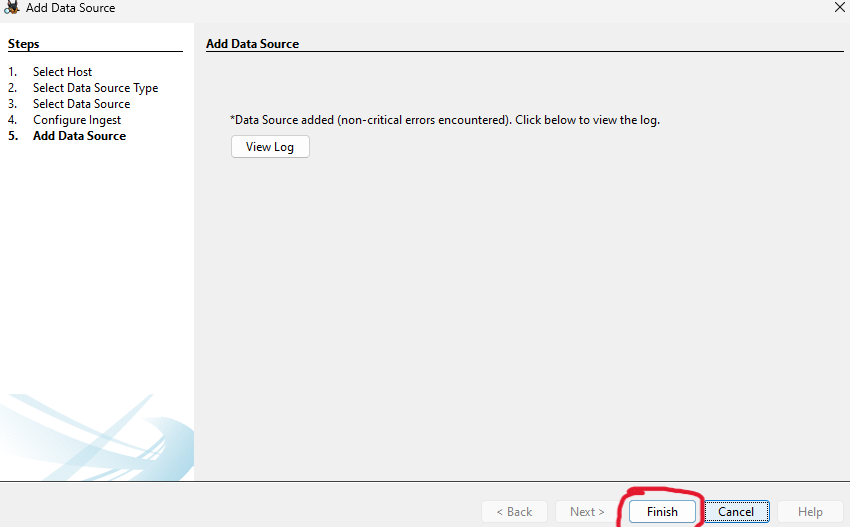 Add Data Source
Steps
1. Select Host
2. Select Data Source Type
3. Select Data Source
4. Configure Ingest
5. Add Data Source
Add Data Source
*Data Source added (non-critical errors encountered). Click below to view the log.
View Log
< Back Next > Finish Cancel Help